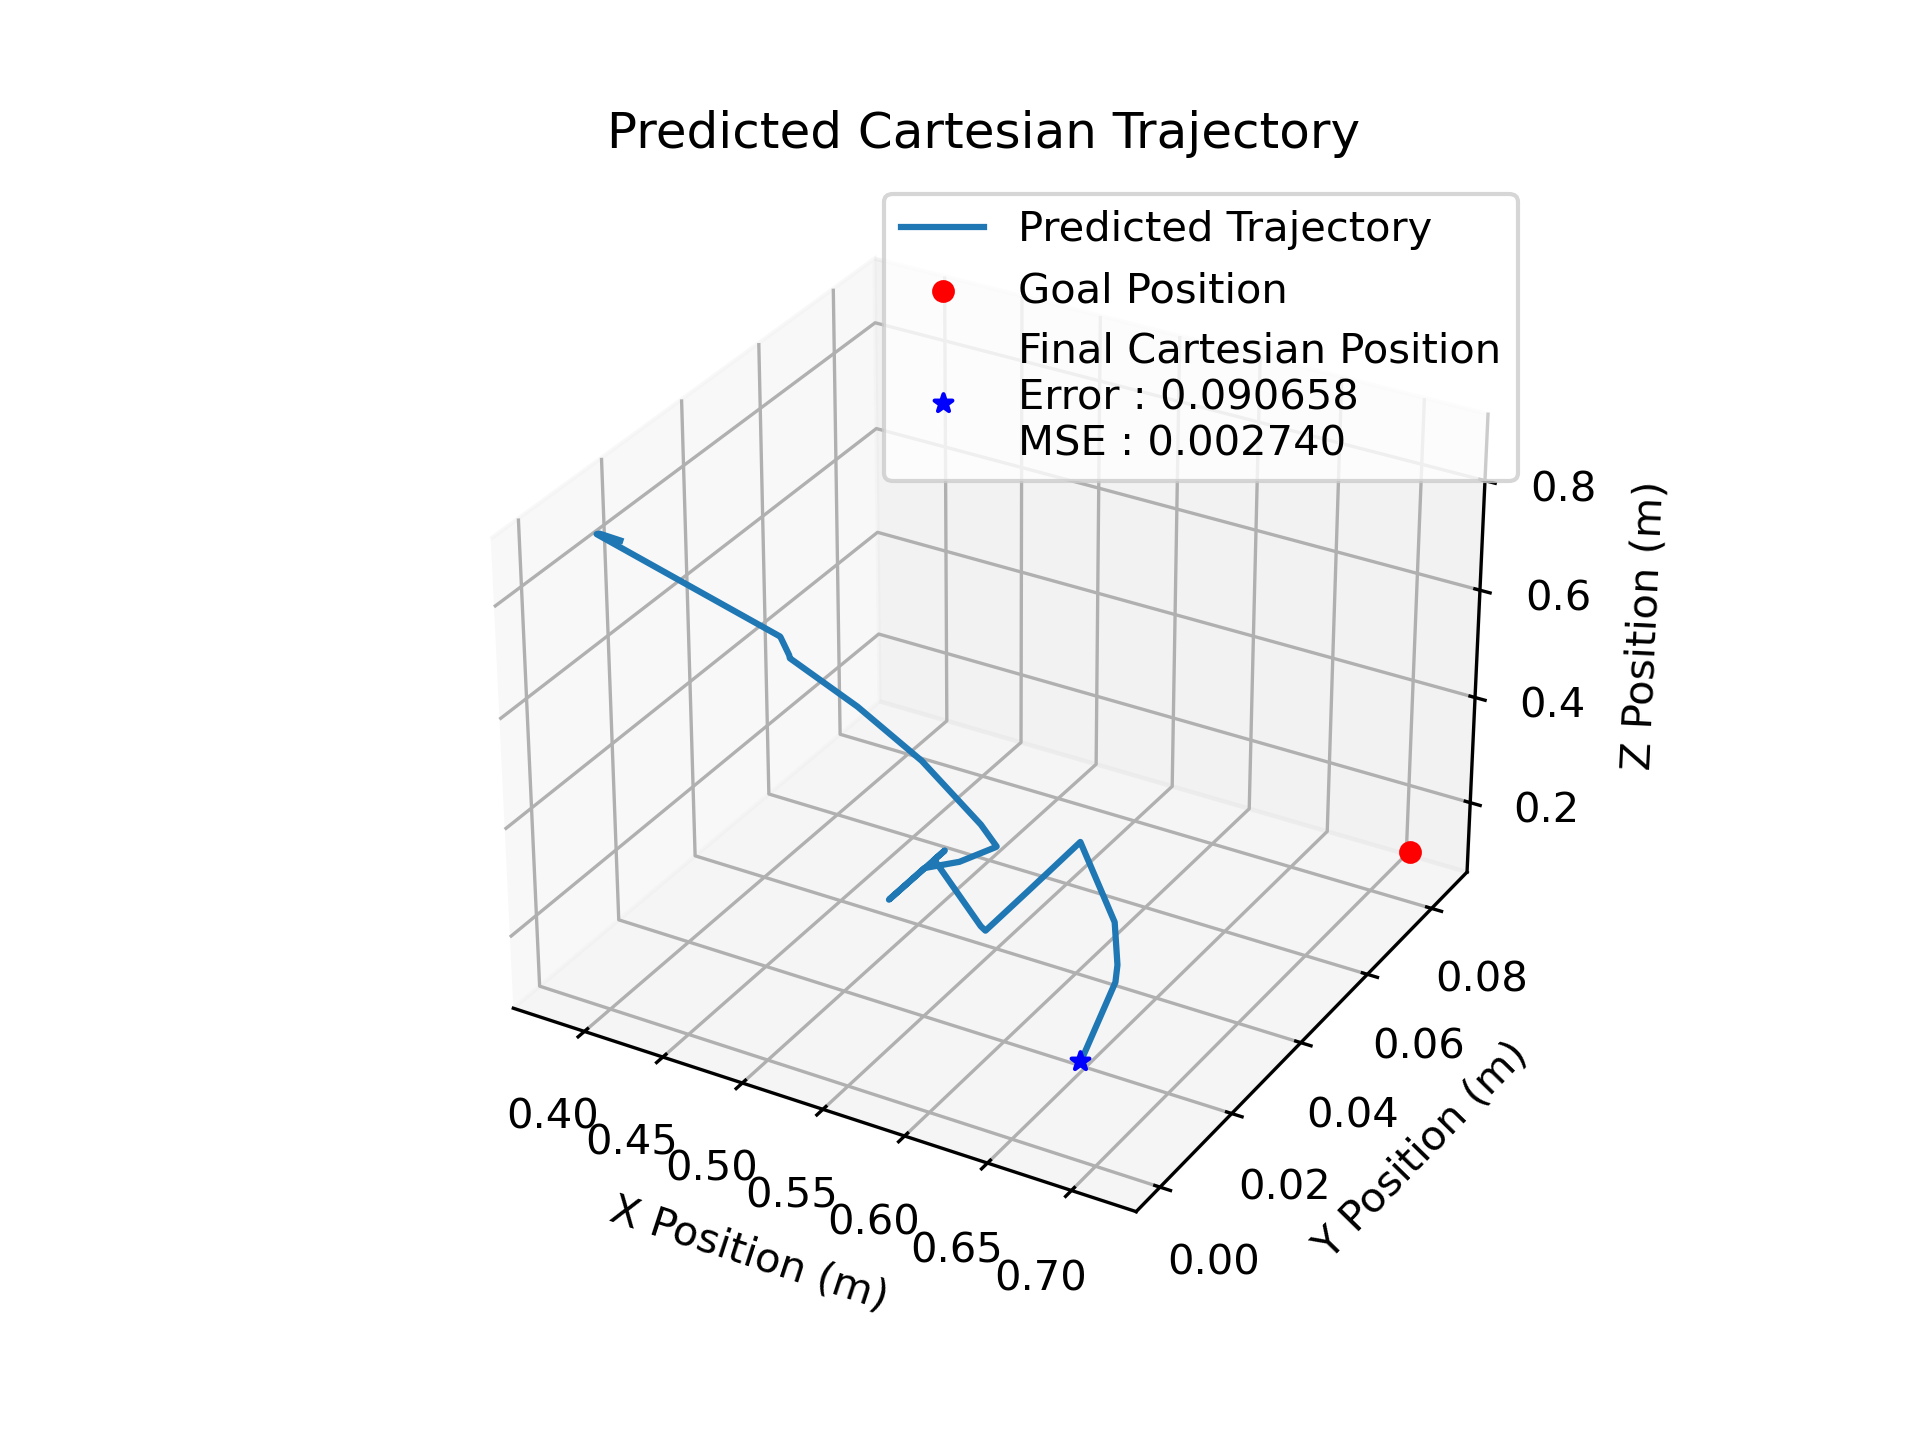 Predicted Cartesian Trajectory
Predicted Trajectory
Goal Position
Final Cartesian Position
Error : 0.090658
MSE : 0.002740
0.8
0.6
0.4
0.2
Z Position (m)
0.08
0.06
0.04
0.02
0.00
Y Position (m)
0.40
0.45
0.50
0.55
0.60
0.65
0.70
X Position (m)